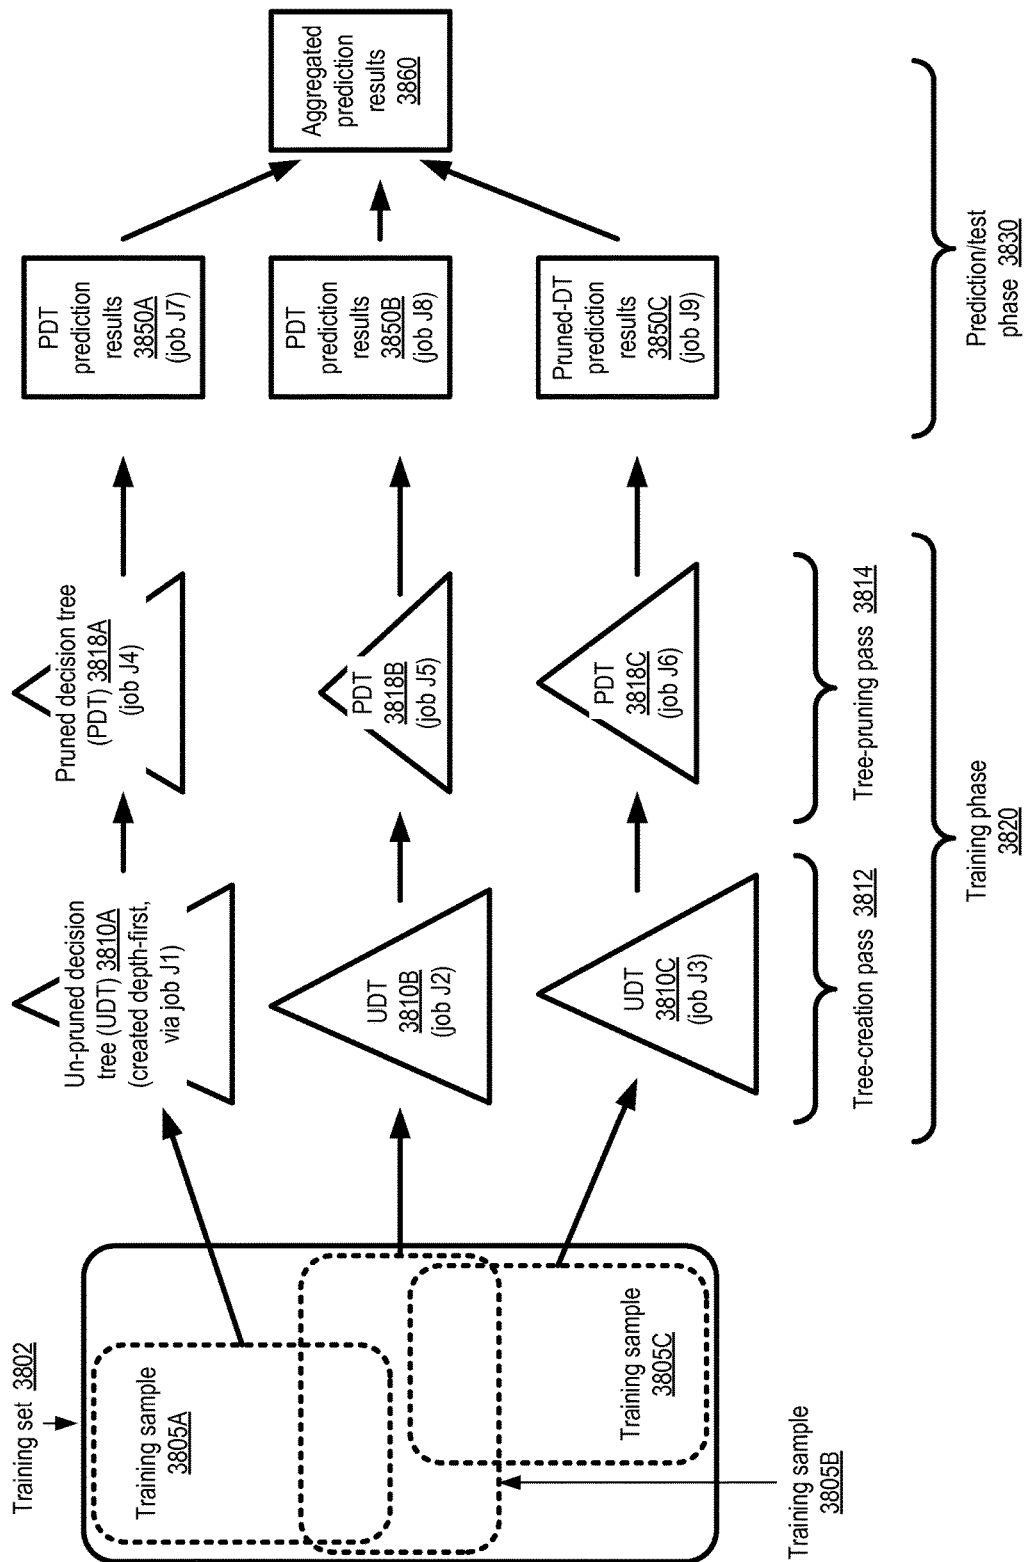 Training set 3802
Training sample
3805A
Training sample
3805C
Training sample
3805B
Un-pruned decision
tree (UDT) 3810A
(created depth-first,
via job J1)
UDT
3810B
(job J2)
UDT
3810C
(job J3)
Tree-creation pass 3812
Pruned decision tree
(PDT) 3818A
(job J4)
PDT
3818B
(job J5)
PDT
3818C
(job J6)
Tree-pruning pass 3814
Training phase
3820
PDT
prediction
results
3850A
(job J7)
PDT
prediction
results
3850B
(job J8)
Pruned-DT
prediction
results
3850C
(job J9)
Aggregated
prediction
results
3860
Prediction/test
phase 3830